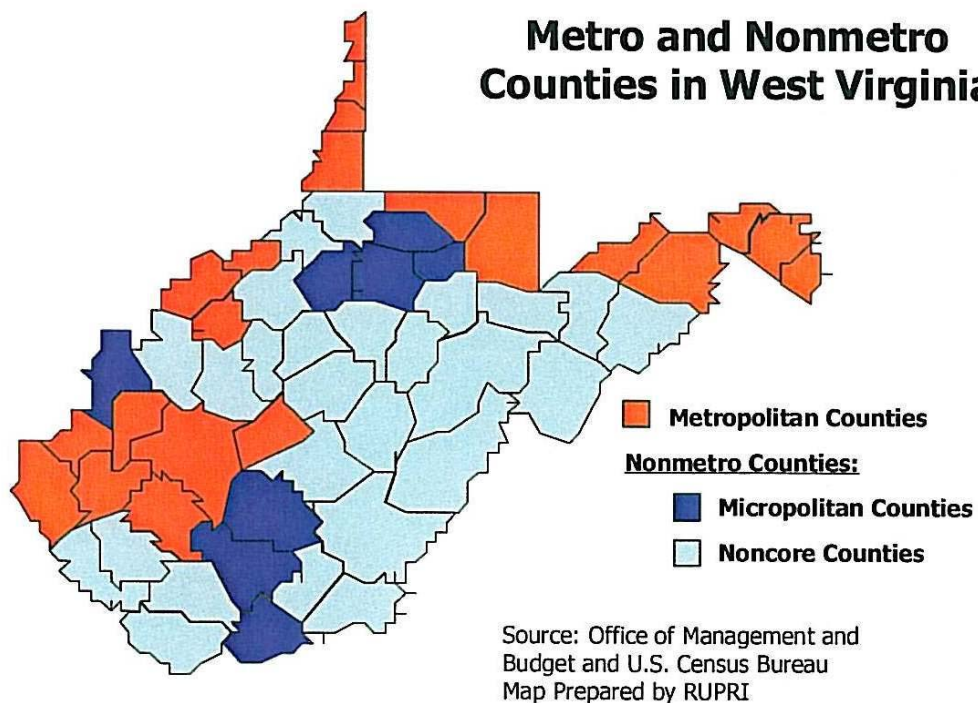 Metro and Nonmetro
Counties in West Virginia
Metropolitan Counties
Nonmetro Counties:
Micropolitan Counties
Noncore Counties
Source: Office of Management and
Budget and U.S. Census Bureau
Map Prepared by RUPRI